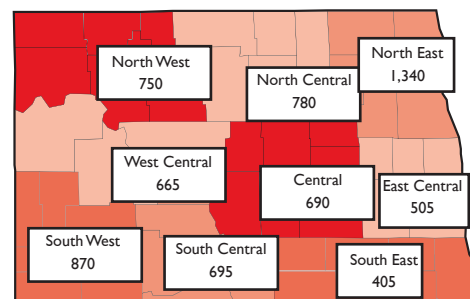 North West
750
North Central
780
North East
1,340
West Central
665
Central
690
East Central
505
South West
870
South Central
695
South East
405